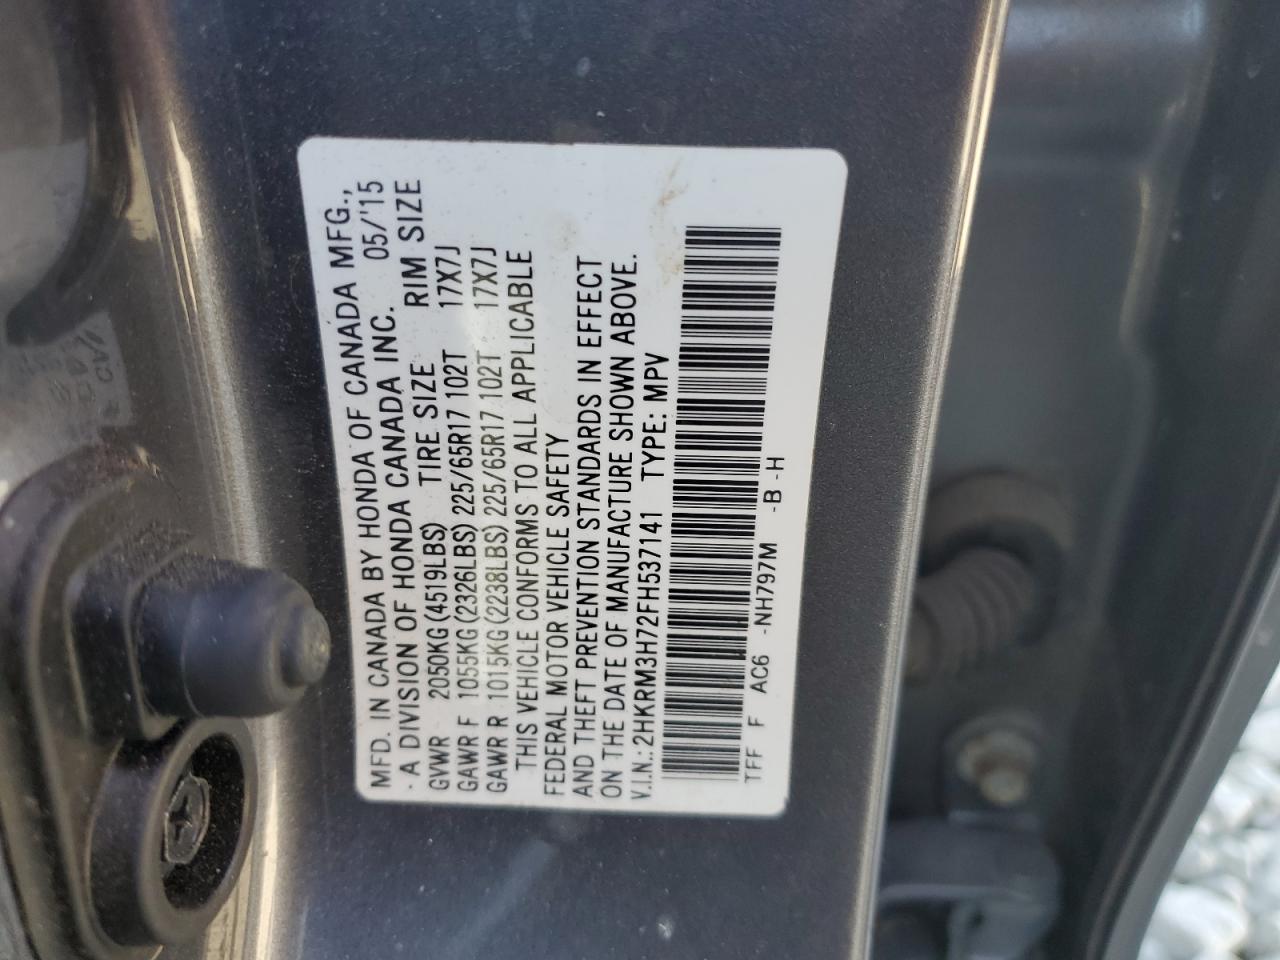 MFD. IN CANADA BY HONDA OF CANADA MFG.,
A DIVISION OF HONDA CANADA INC. 05/'15
GVWR 2050KG(4519LBS) TIRE SIZE RIM SIZE
GAWR F 1055KG(2326LBS) 225/65R17 102T 17X7J
GAWR R 1015KG(2238LBS) 225/65R17 102T 17X7J
THIS VEHICLE CONFORMS TO ALL APPLICABLE
FEDERAL MOTOR VEHICLE SAFETY
AND THEFT PREVENTION STANDARDS IN EFFECT
ON THE DATE OF MANUFACTURE SHOWN ABOVE.
V.I.N.: 2HKRM3H72FH537141 TYPE: MPV
TFF F AC6 -NH797M -B -H